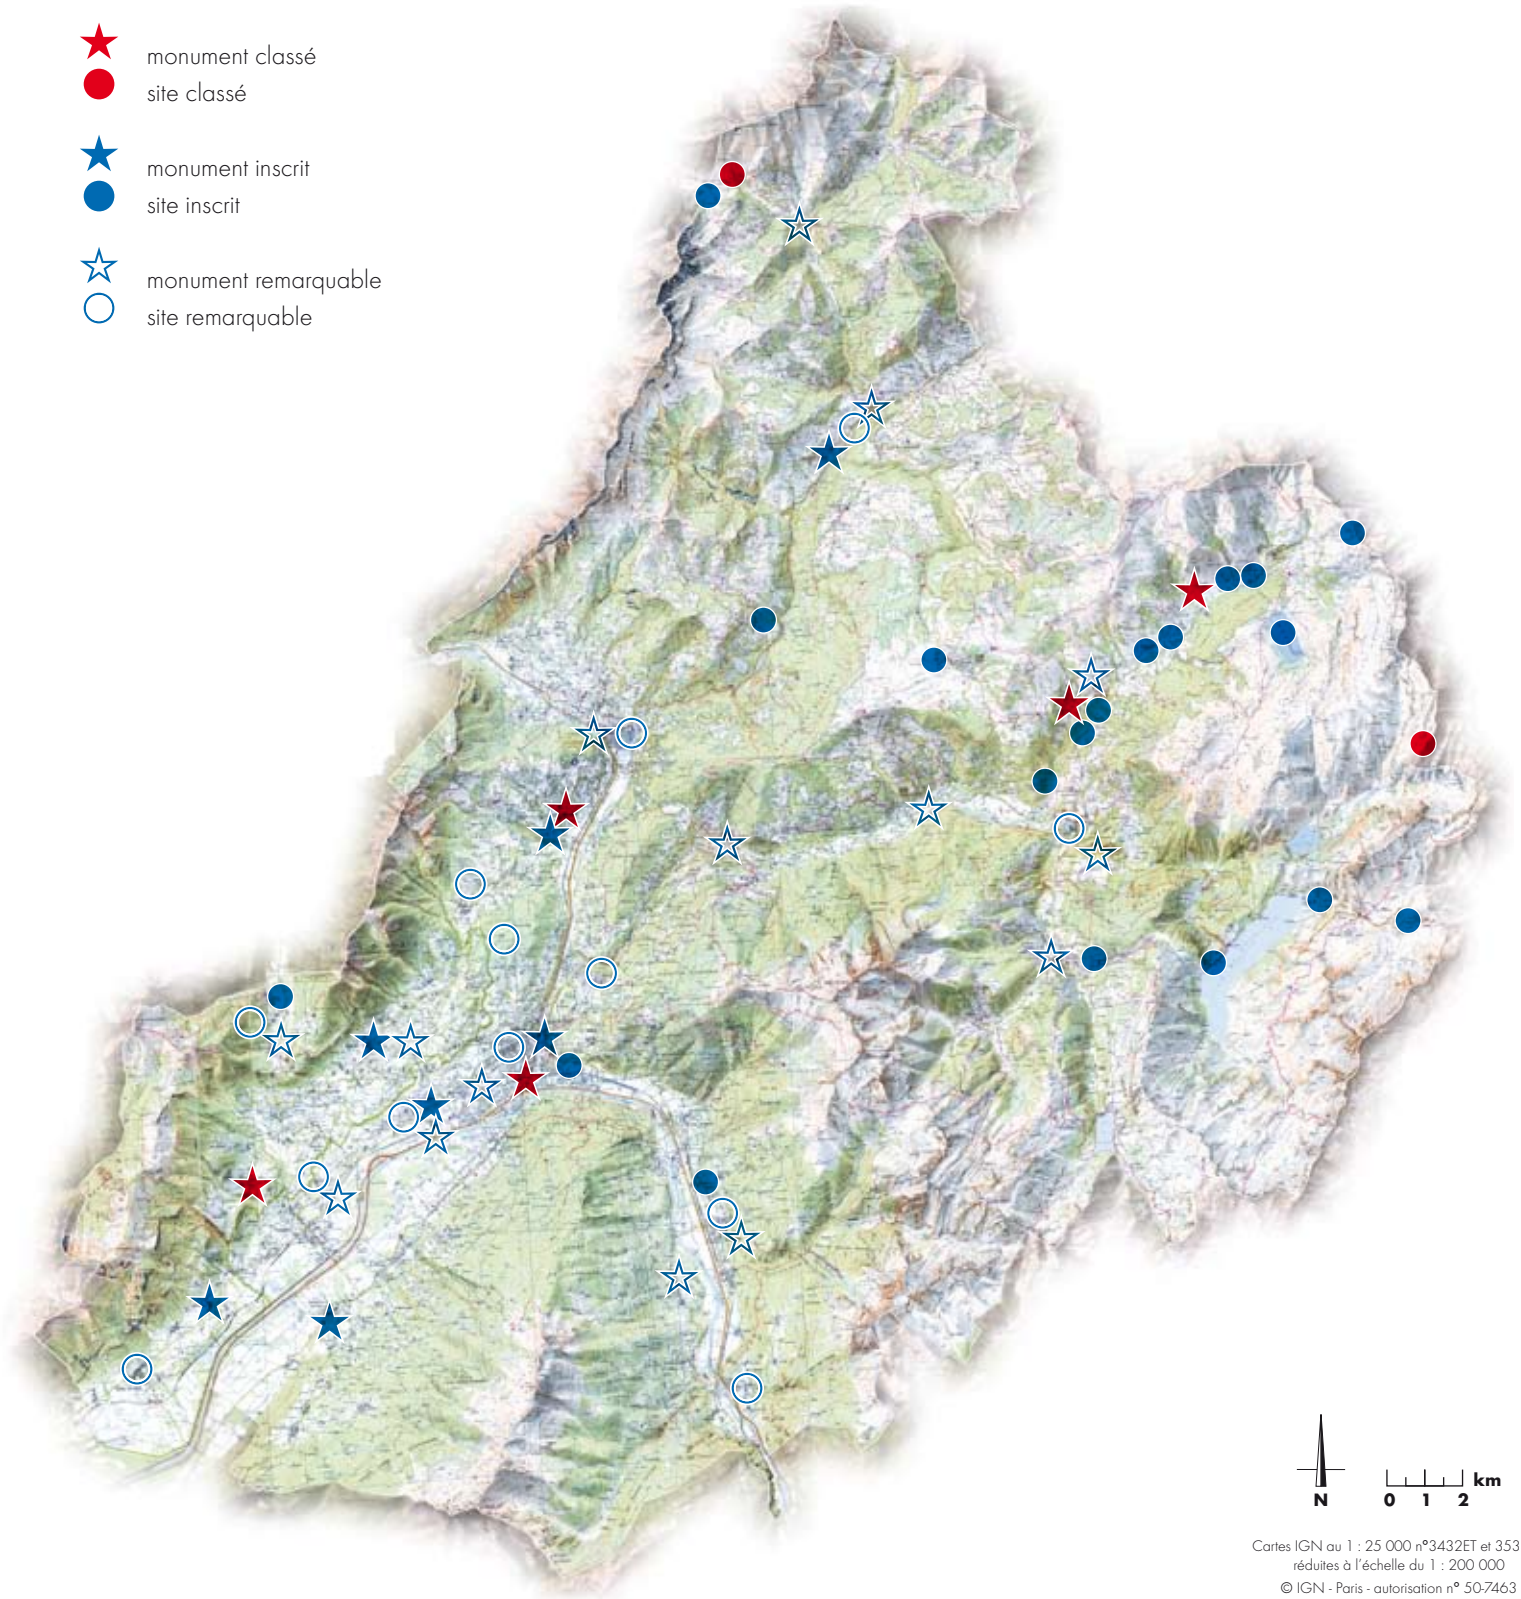 monument classé
site classé
monument inscrit
site inscrit
monument remarquable
site remarquable
km
N
0 1 2
Cartes IGN au 1 : 25 000 n°3432ET et 353
réduites à l'échelle du 1 : 200 000
© IGN - Paris - autorisation n° 50-7463